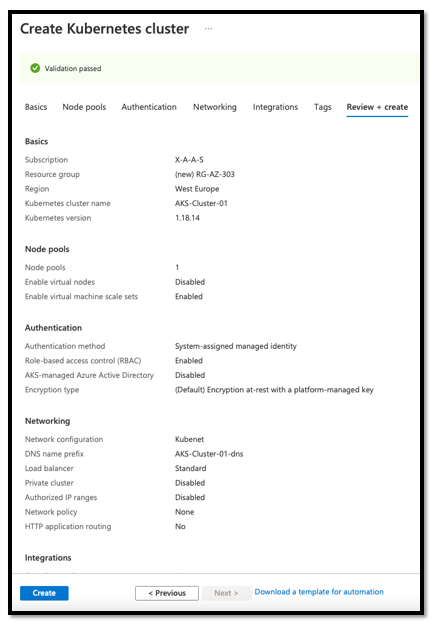 Create Kubernetes cluster ...
Validation passed
Basics Node pools Authentication Networking Integrations Tags Review + create
Basics
Subscription X-A-A-S
Resource group (new) RG-AZ-303
Region West Europe
Kubernetes cluster name AKS-Cluster-01
Kubernetes version 1.18.14
Node pools
Node pools 1
Enable virtual nodes Disabled
Enable virtual machine scale sets Enabled
Authentication
Authentication method System-assigned managed identity
Role-based access control (RBAC) Enabled
AKS-managed Azure Active Directory Disabled
Encryption type (Default) Encryption at-rest with a platform-managed key
Networking
Network configuration Kubenet
DNS name prefix AKS-Cluster-01-dns
Load balancer Standard
Private cluster Disabled
Authorized IP ranges Disabled
Network policy None
HTTP application routing No
Integrations
Create < Previous Next > Download a template for automation